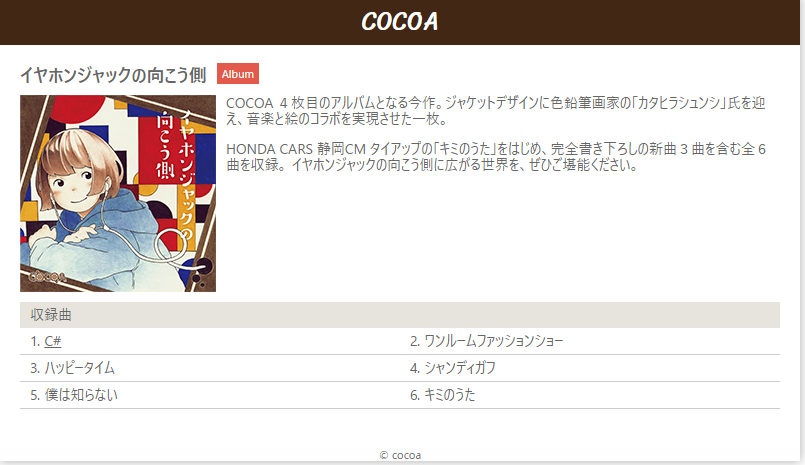 COCOA
イヤホンジャックの向こう側 Album
イヤホンジャックの
向こう側
COCOA
COCOA 4 枚目のアルバムとなる今作。ジャケットデザインに色鉛筆画家の「カタヒラシュンシ」氏を迎
え、音楽と絵のコラボを実現させた一枚。
HONDA CARS 静岡CM タイアップの「キミのうた」をはじめ、完全書き下ろしの新曲 3 曲を含む全 6
曲を収録。イヤホンジャックの向こう側に広がる世界を、ぜひご堪能ください。
収録曲
1. C#
2. ワンルームファッションショー
3. ハッピータイム
4. シャンディガフ
5. 僕は知らない
6. キミのうた
© cocoa